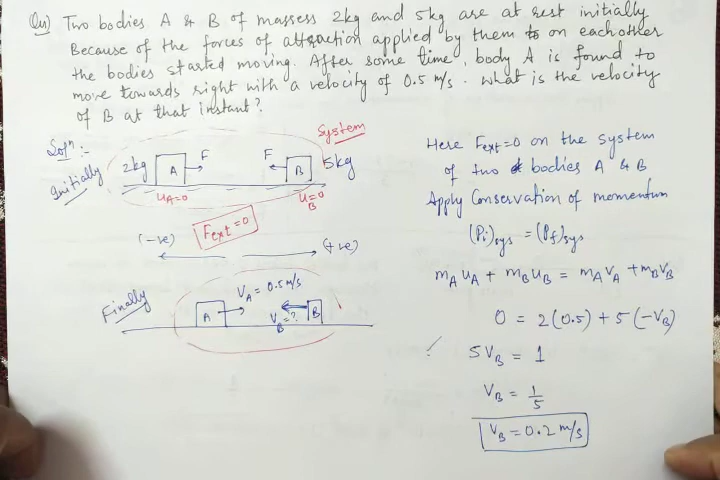 Qu) Two bodies A & B of massess 2kg and 5kg are at rest initially
Because of the forces of attraction applied by them to on each other
the bodies started moving. After some time, body A is found to
move towards right with a velocity of 0.5 m/s. what is the velocity
of B at that instant?
Solⁿ:-
System
Initially
2kg A F F B 5kg
uA=0 uB=0
Fext=0
(-ve) (+ve)
Finally
VA = 0.5m/s
A VB=? B
Here Fext=0 on the system
of two bodies A & B
Apply Conservation of momentum
(Pi)sys = (Pf)sys
mA uA + mB uB = mA VA + mB VB
0 = 2(0.5) + 5(-VB)
5VB = 1
VB = 1/5
VB = 0.2 m/s